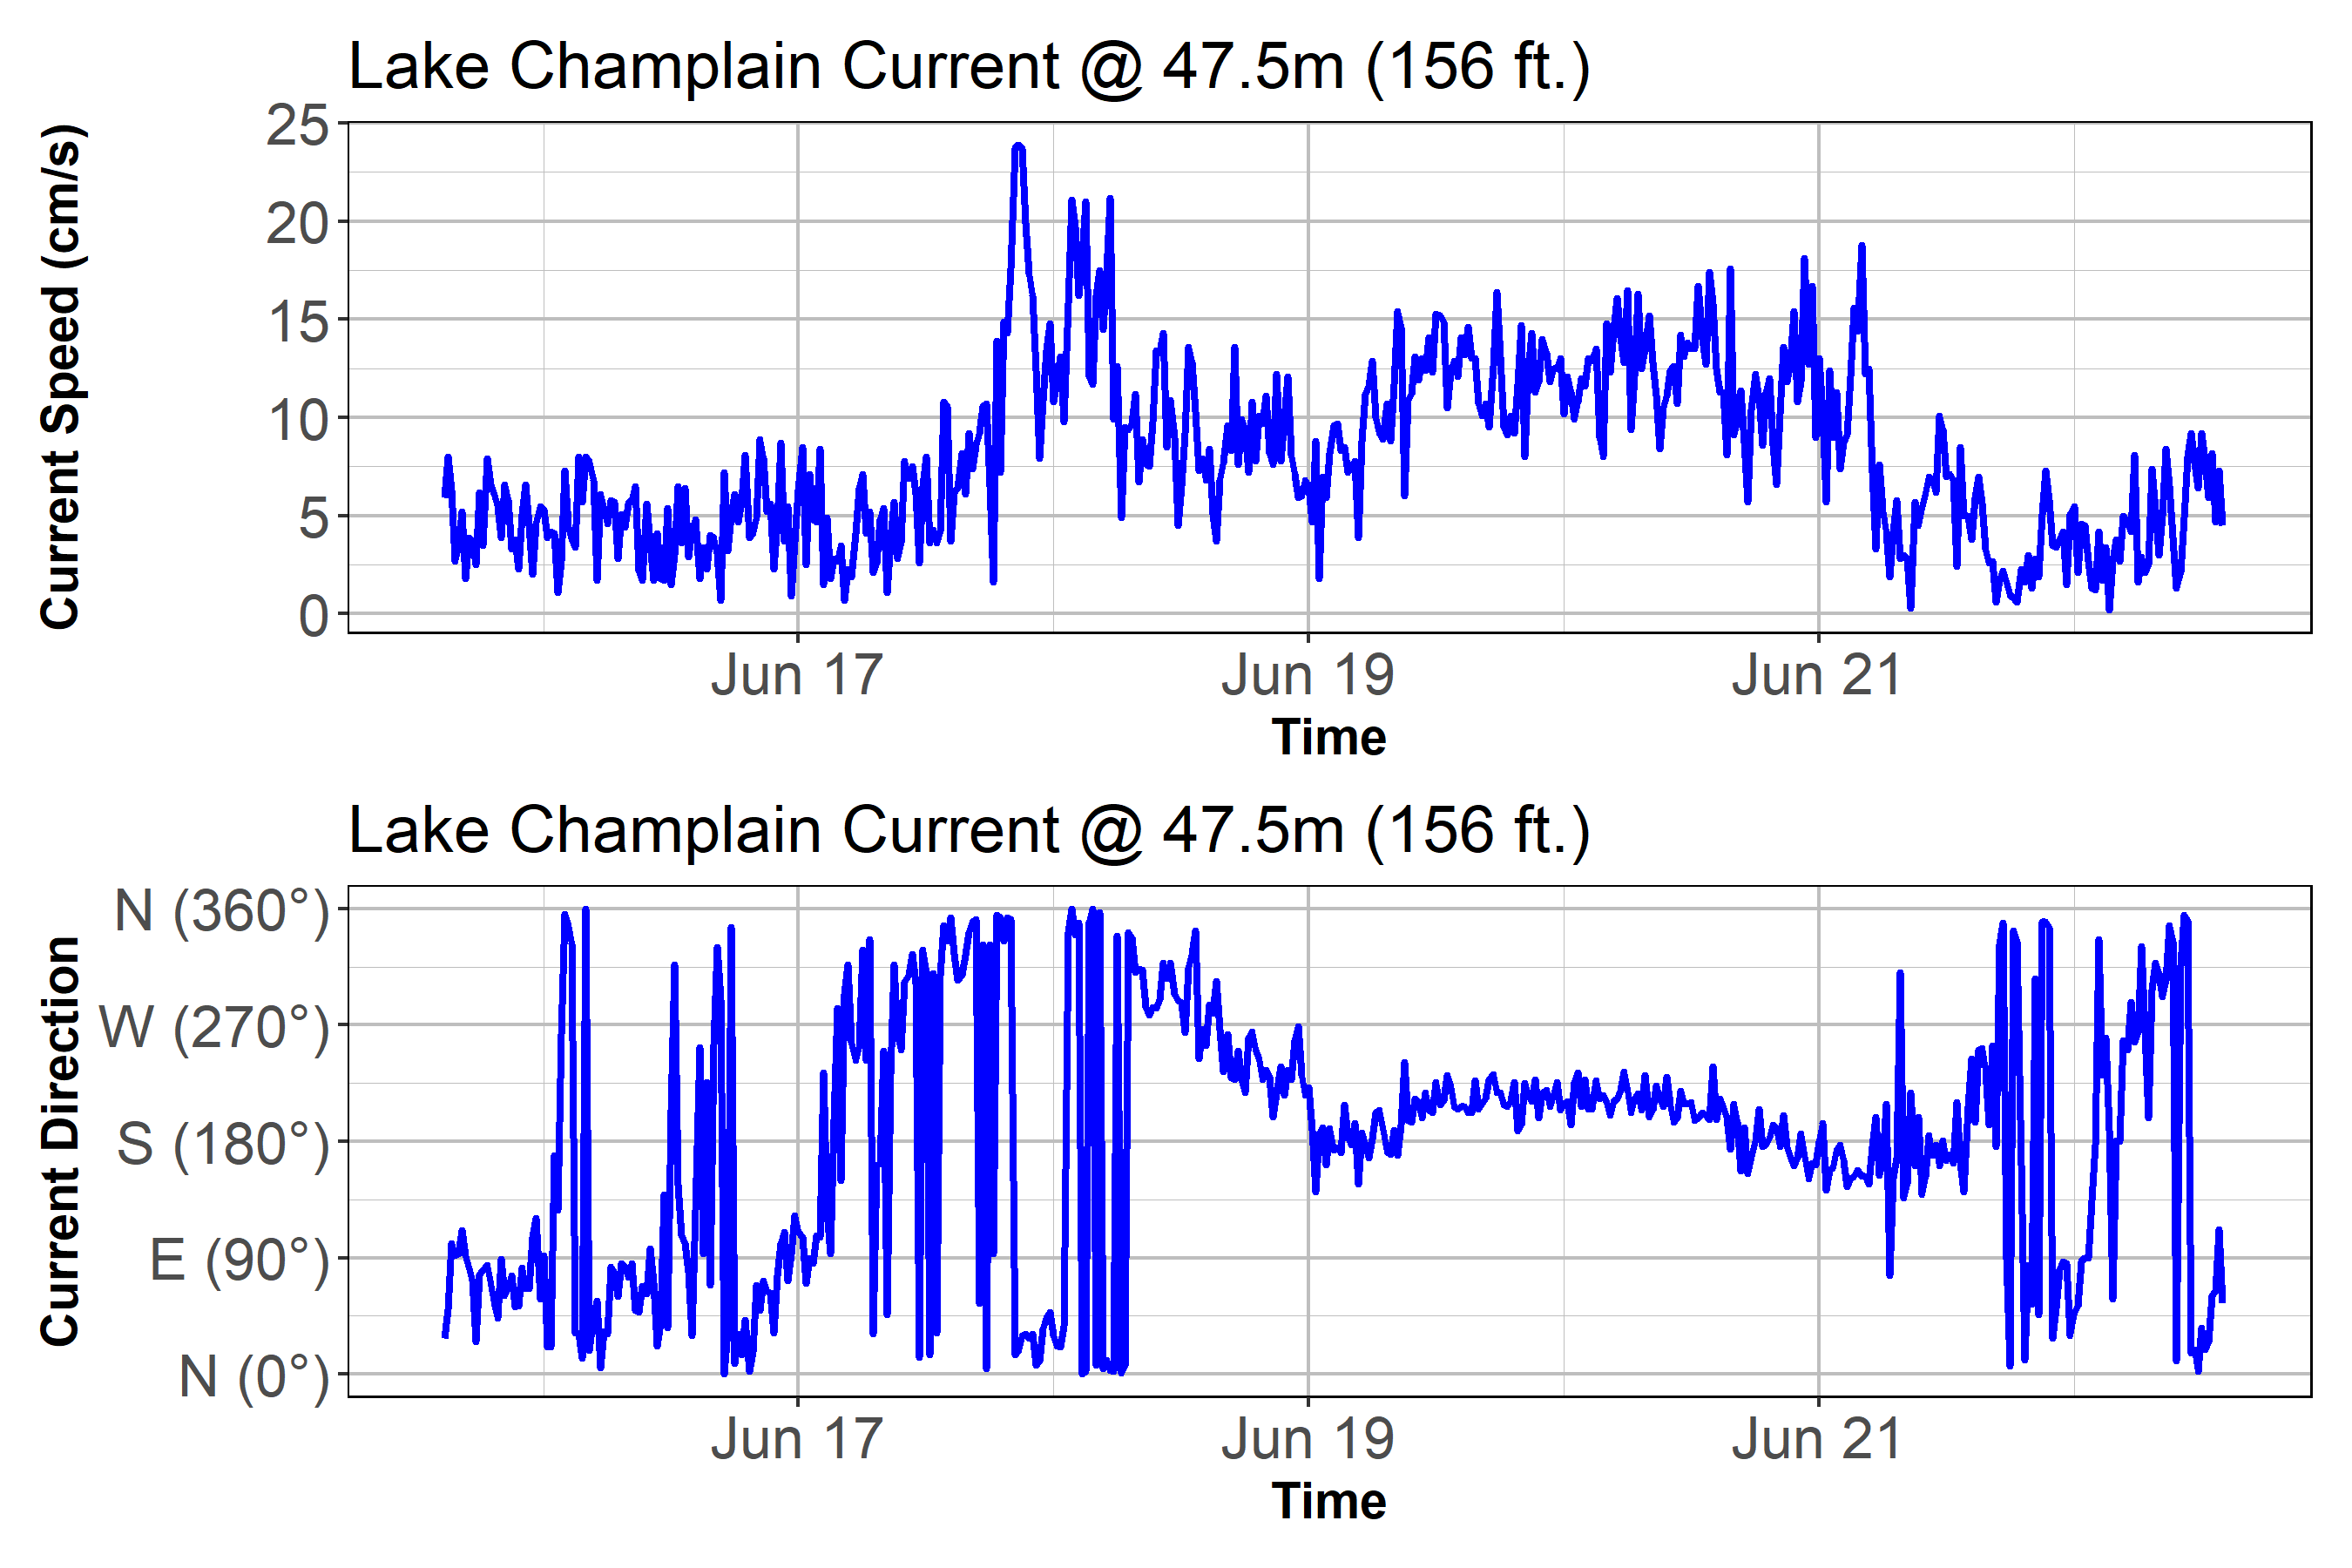 Lake Champlain Current @ 47.5m (156 ft.)
Current Speed (cm/s)
25
20
15
10
5
0
Jun 17
Jun 19
Jun 21
Time
Lake Champlain Current @ 47.5m (156 ft.)
Current Direction
N (360°)
W (270°)
S (180°)
E (90°)
N (0°)
Jun 17
Jun 19
Jun 21
Time